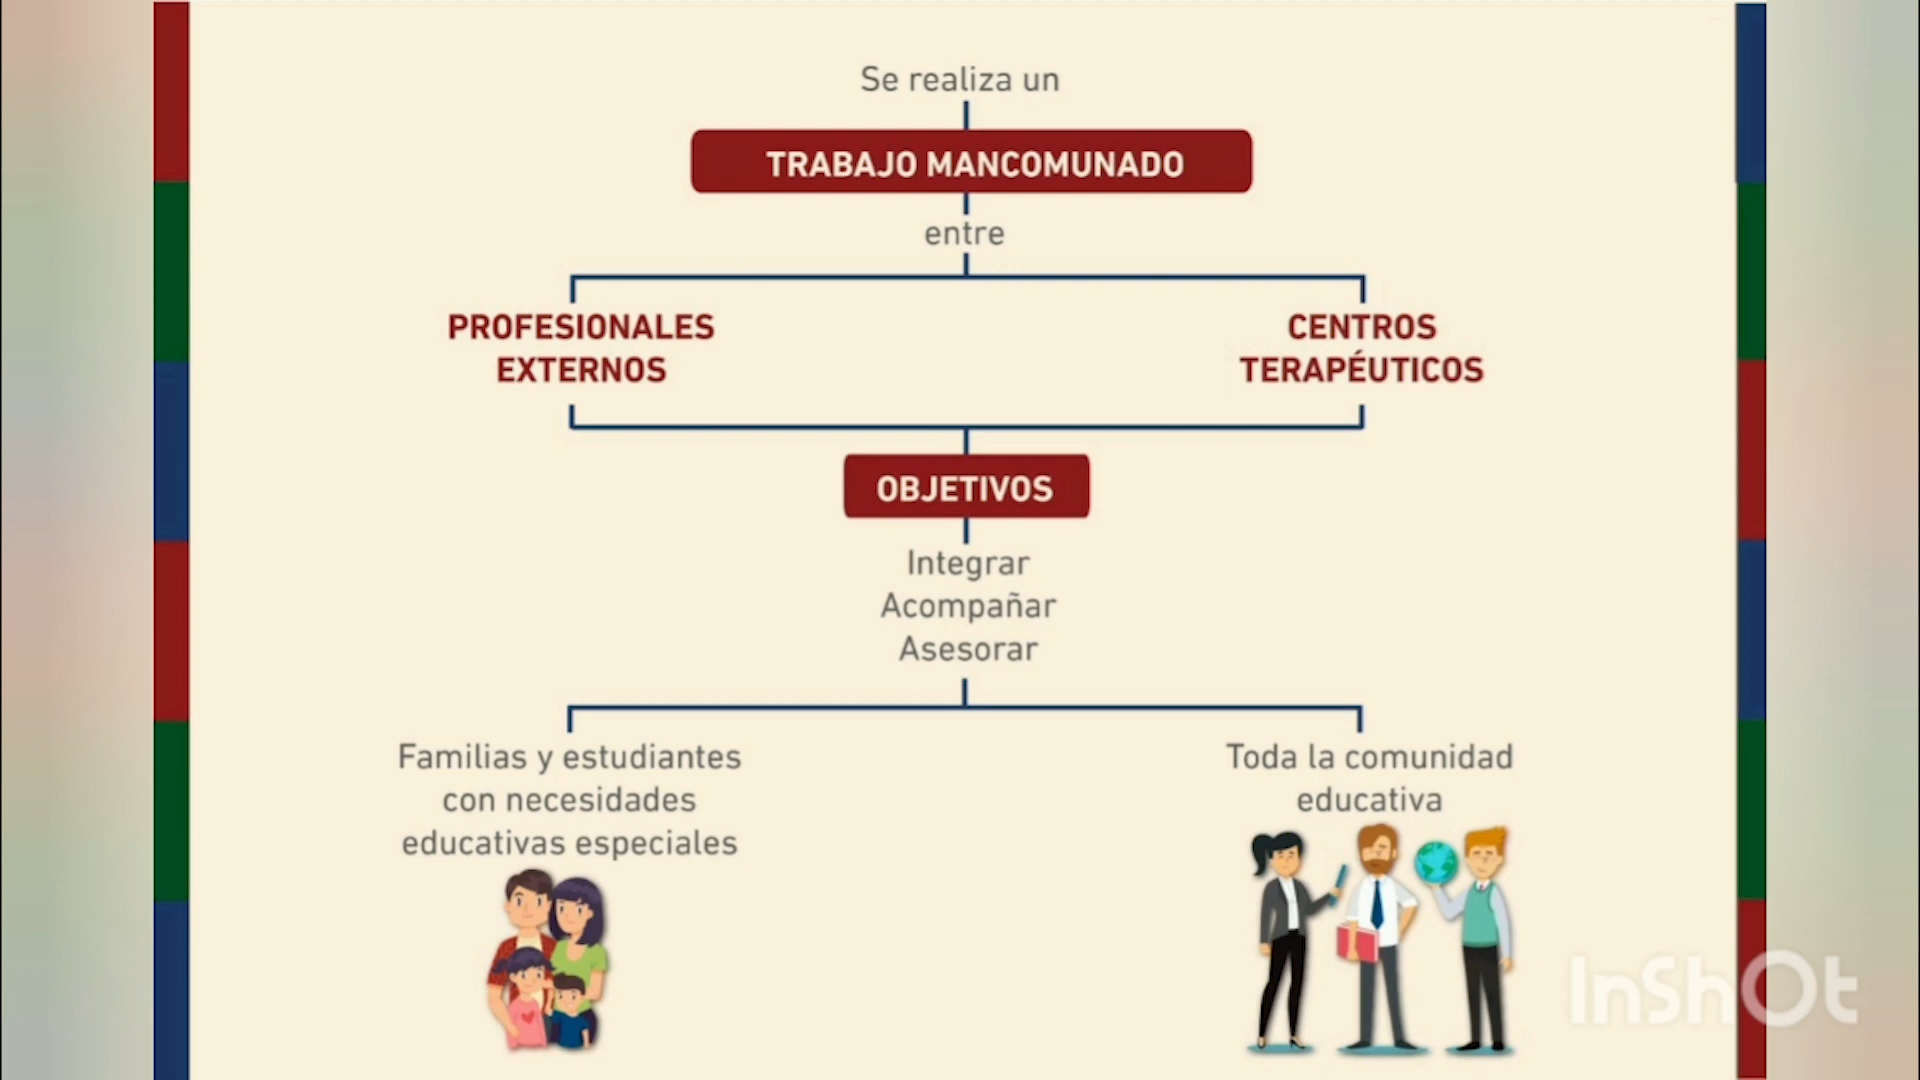 Se realiza un
TRABAJO MANCOMUNADO
entre
PROFESIONALES
EXTERNOS
CENTROS
TERAPÉUTICOS
OBJETIVOS
Integrar
Acompañar
Asesorar
Familias y estudiantes
con necesidades
educativas especiales
Toda la comunidad
educativa
InShOt